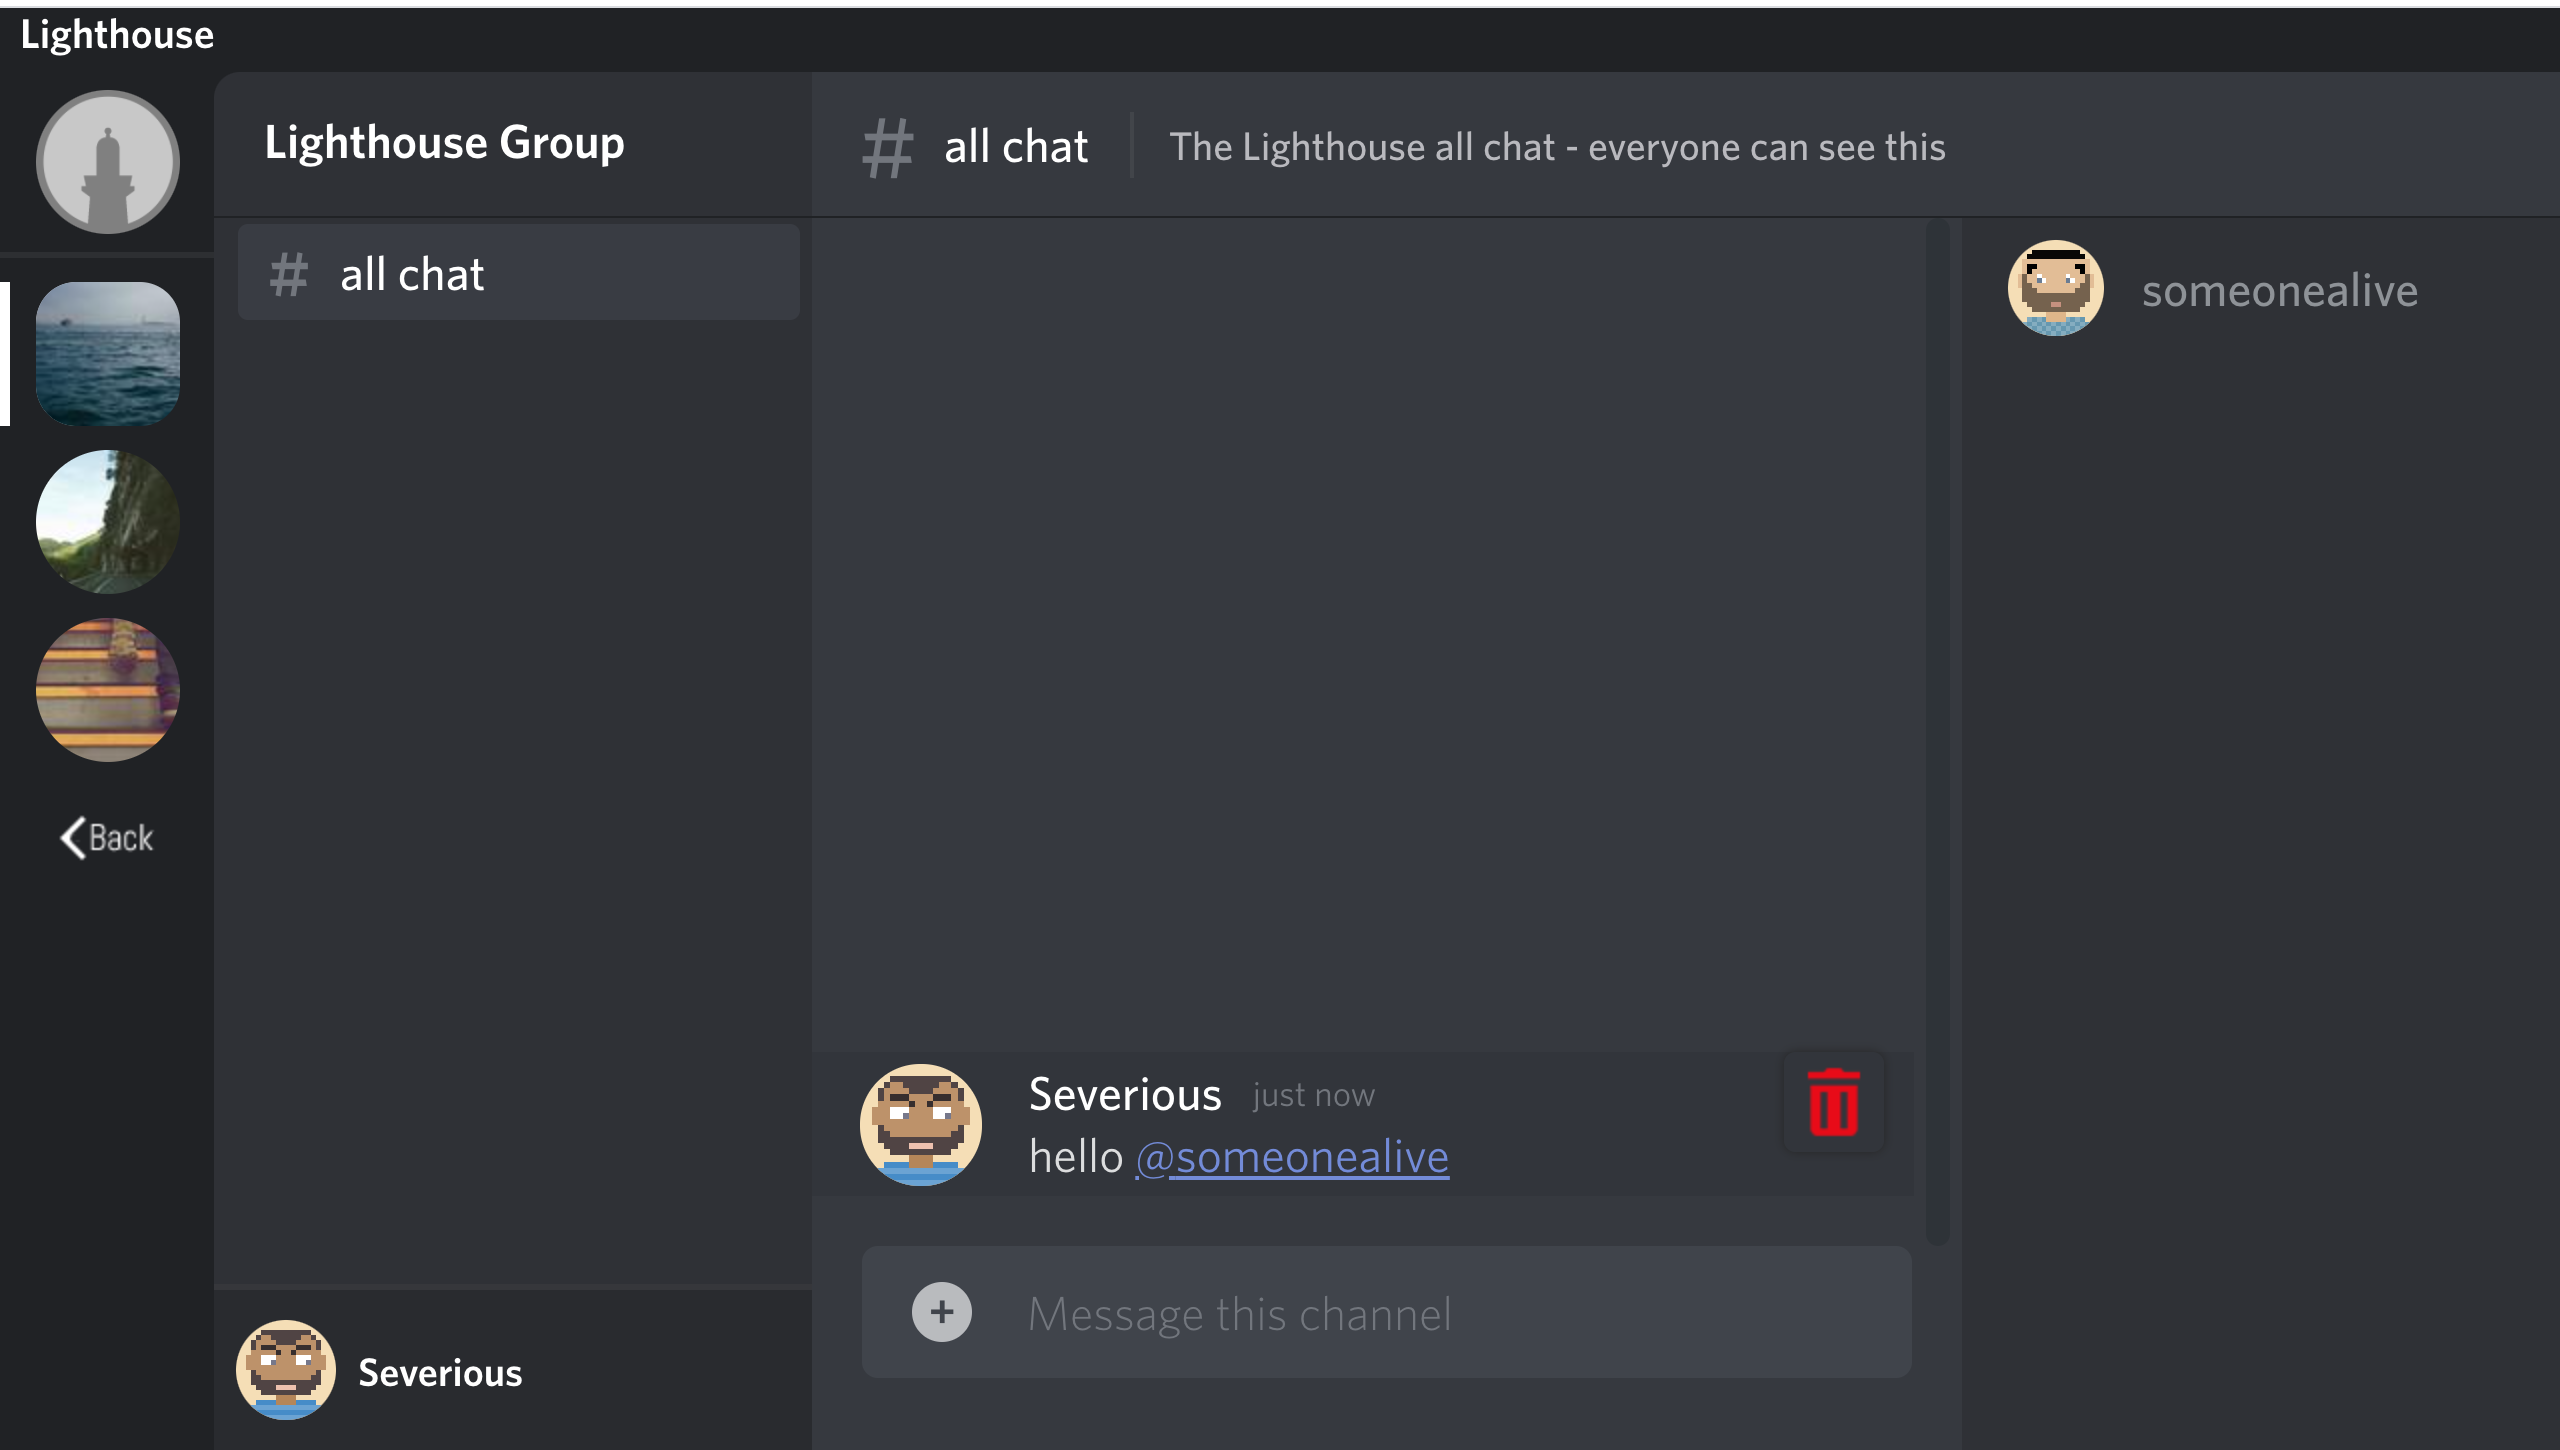 Lighthouse
Lighthouse Group
# all chat
The Lighthouse all chat - everyone can see this
# all chat
someonealive
Back
Severious just now
hello @someonealive
Message this channel
Severious